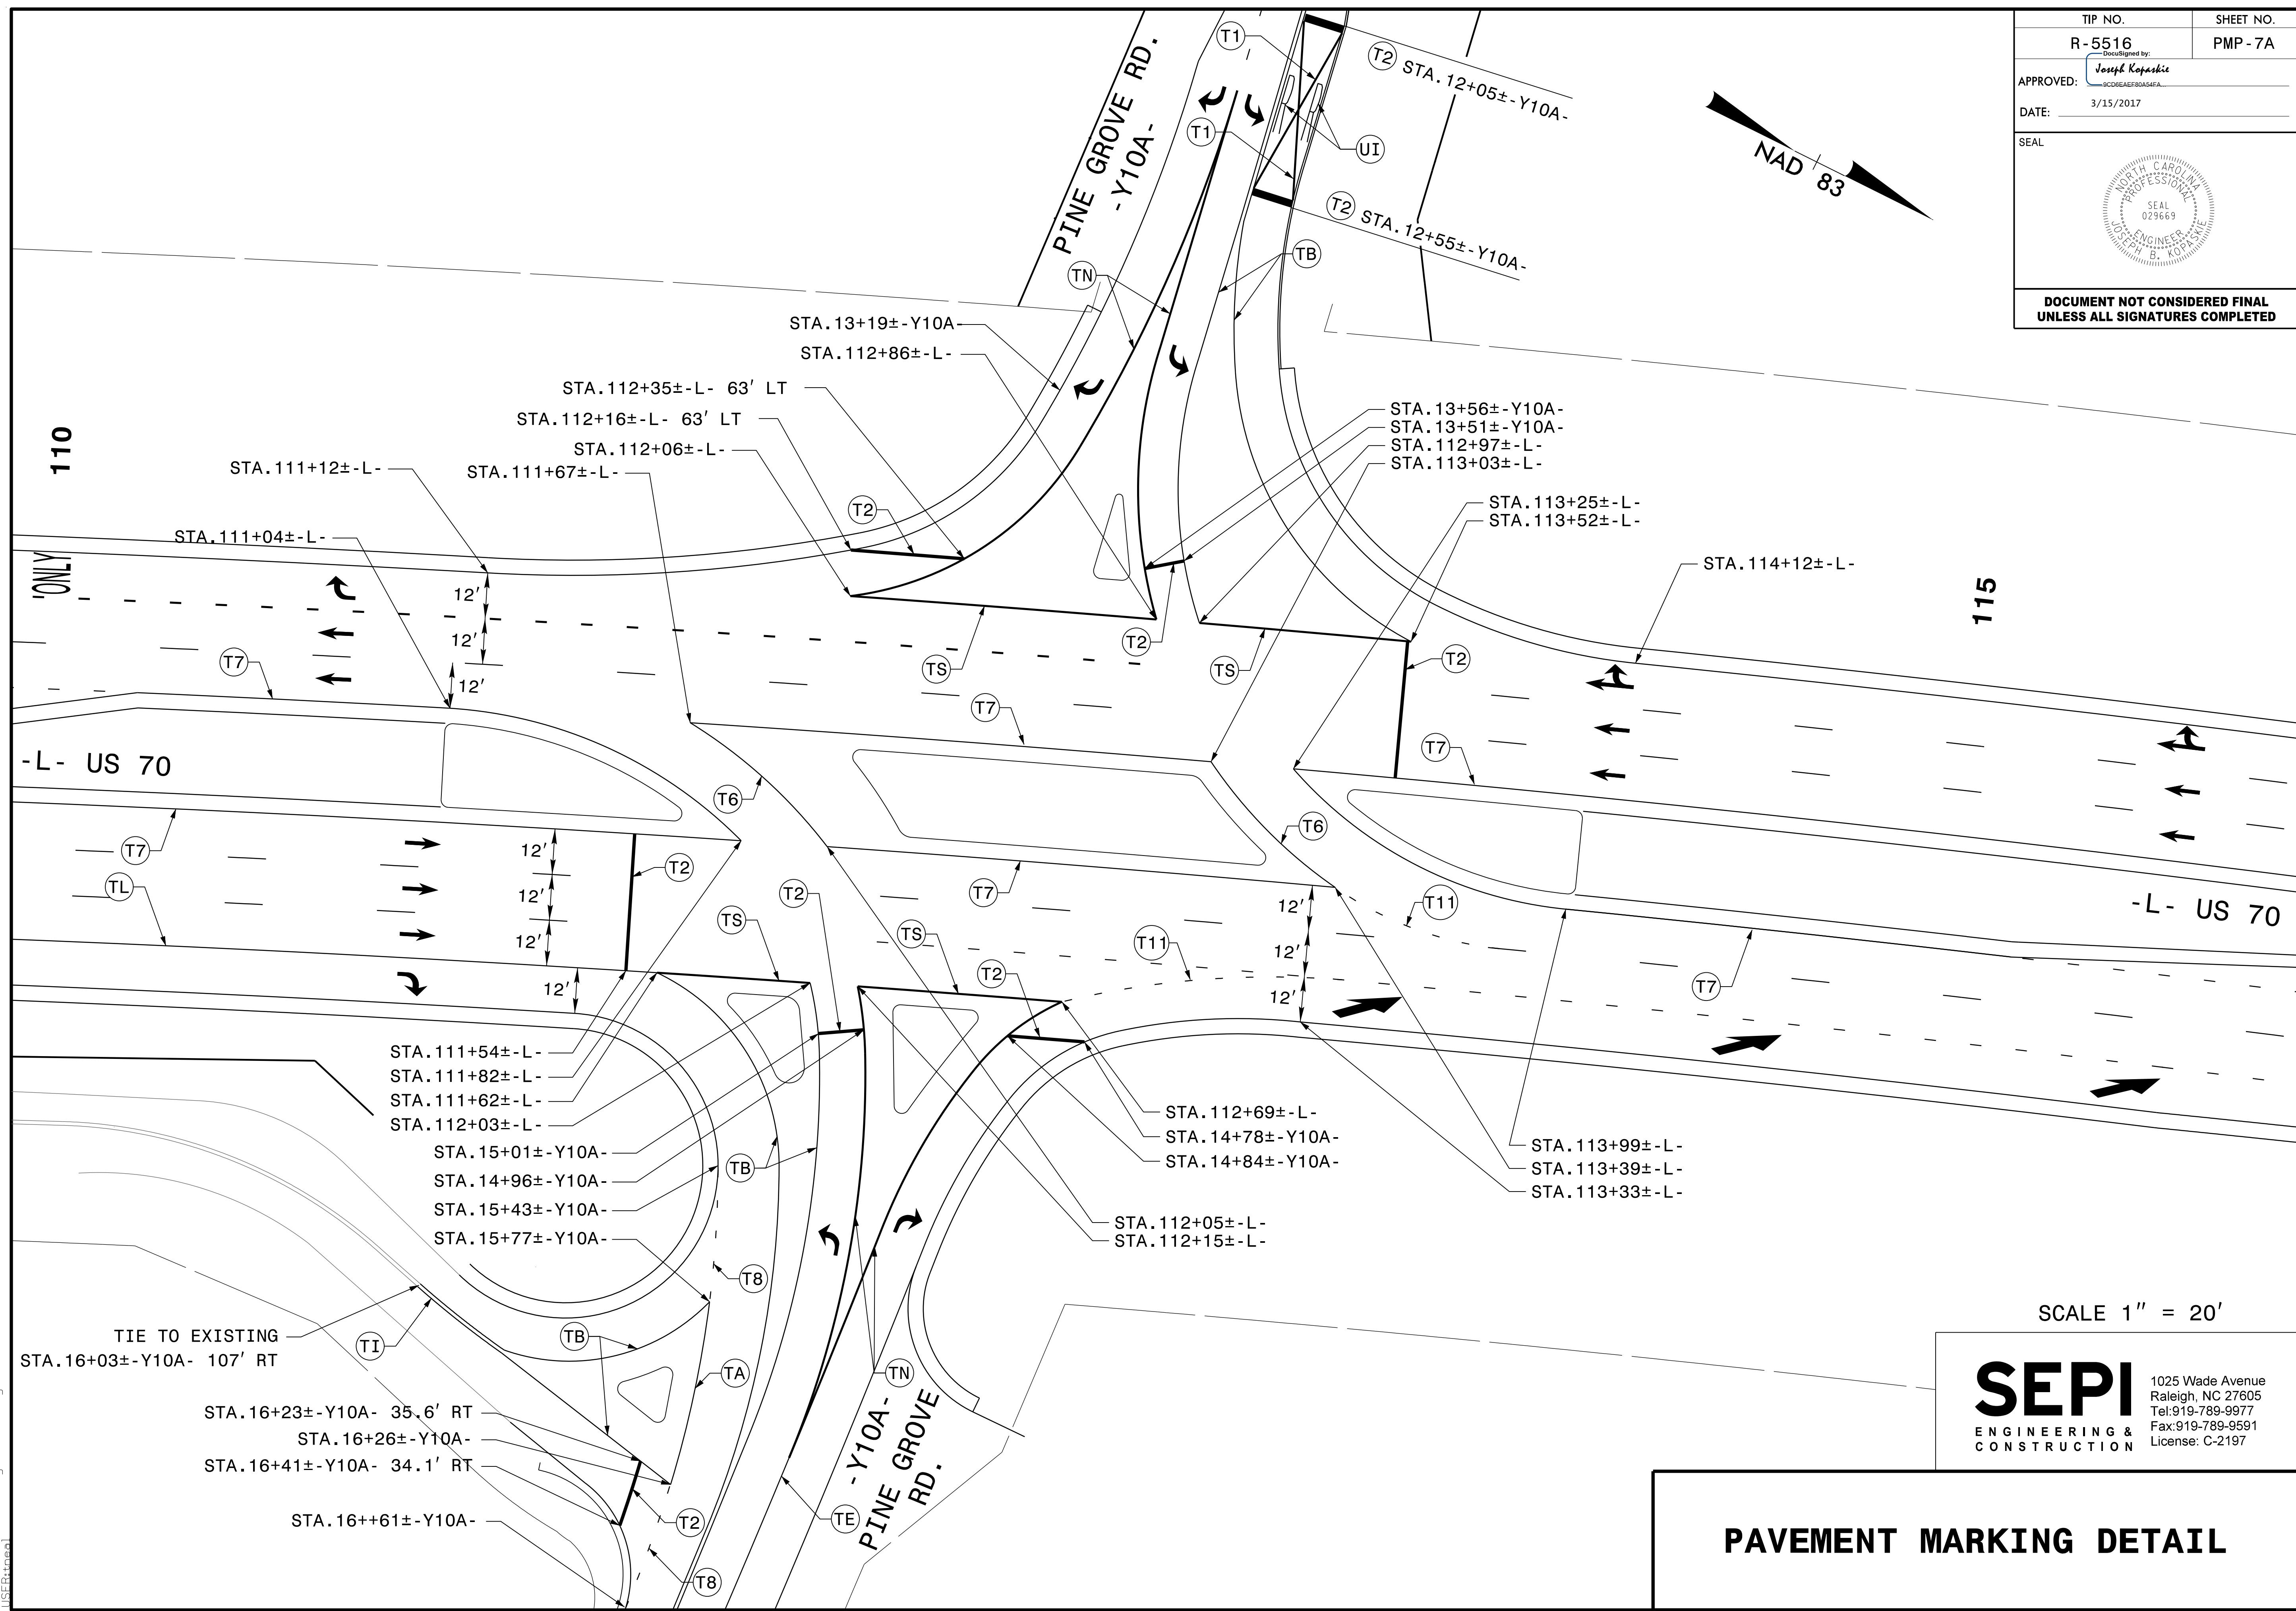 TIP NO.
SHEET NO.
R-5516
PMP-7A
DocuSigned by:
Joseph Kopaskie
9CD6EAEF80A54FA...
APPROVED:
3/15/2017
DATE:
SEAL
NORTH CAROLINA
PROFESSIONAL
SEAL
029669
ENGINEER
JOSEPH B. KOPASKIE
DOCUMENT NOT CONSIDERED FINAL
UNLESS ALL SIGNATURES COMPLETED
NAD 83
PINE GROVE RD.
-Y10A-
T1
T2 STA.12+05±-Y10A-
T1
UI
T2 STA.12+55±-Y10A-
TB
TN
STA.13+19±-Y10A-
STA.112+86±-L-
STA.112+35±-L- 63' LT
STA.112+16±-L- 63' LT
STA.112+06±-L-
STA.111+67±-L-
STA.111+12±-L-
STA.111+04±-L-
110
ONLY
STA.13+56±-Y10A-
STA.13+51±-Y10A-
STA.112+97±-L-
STA.113+03±-L-
STA.113+25±-L-
STA.113+52±-L-
STA.114+12±-L-
115
T2
12'
12'
12'
T7
TS
T2
TS
T2
T7
T7
-L- US 70
T6
T6
T7
TL
12'
12'
12'
12'
T2
T2
TS
TS
T7
T11
T11
T2
12'
12'
12'
T7
-L- US 70
STA.111+54±-L-
STA.111+82±-L-
STA.111+62±-L-
STA.112+03±-L-
STA.15+01±-Y10A-
STA.14+96±-Y10A-
STA.15+43±-Y10A-
STA.15+77±-Y10A-
TB
T8
STA.112+69±-L-
STA.14+78±-Y10A-
STA.14+84±-Y10A-
STA.112+05±-L-
STA.112+15±-L-
STA.113+99±-L-
STA.113+39±-L-
STA.113+33±-L-
TIE TO EXISTING
STA.16+03±-Y10A- 107' RT
TI
TB
TA
TN
STA.16+23±-Y10A- 35.6' RT
STA.16+26±-Y10A-
STA.16+41±-Y10A- 34.1' RT
STA.16++61±-Y10A-
T2
T8
TE
-Y10A-
PINE GROVE
RD.
SCALE 1" = 20'
SEPI
ENGINEERING &
CONSTRUCTION
1025 Wade Avenue
Raleigh, NC 27605
Tel:919-789-9977
Fax:919-789-9591
License: C-2197
PAVEMENT MARKING DETAIL